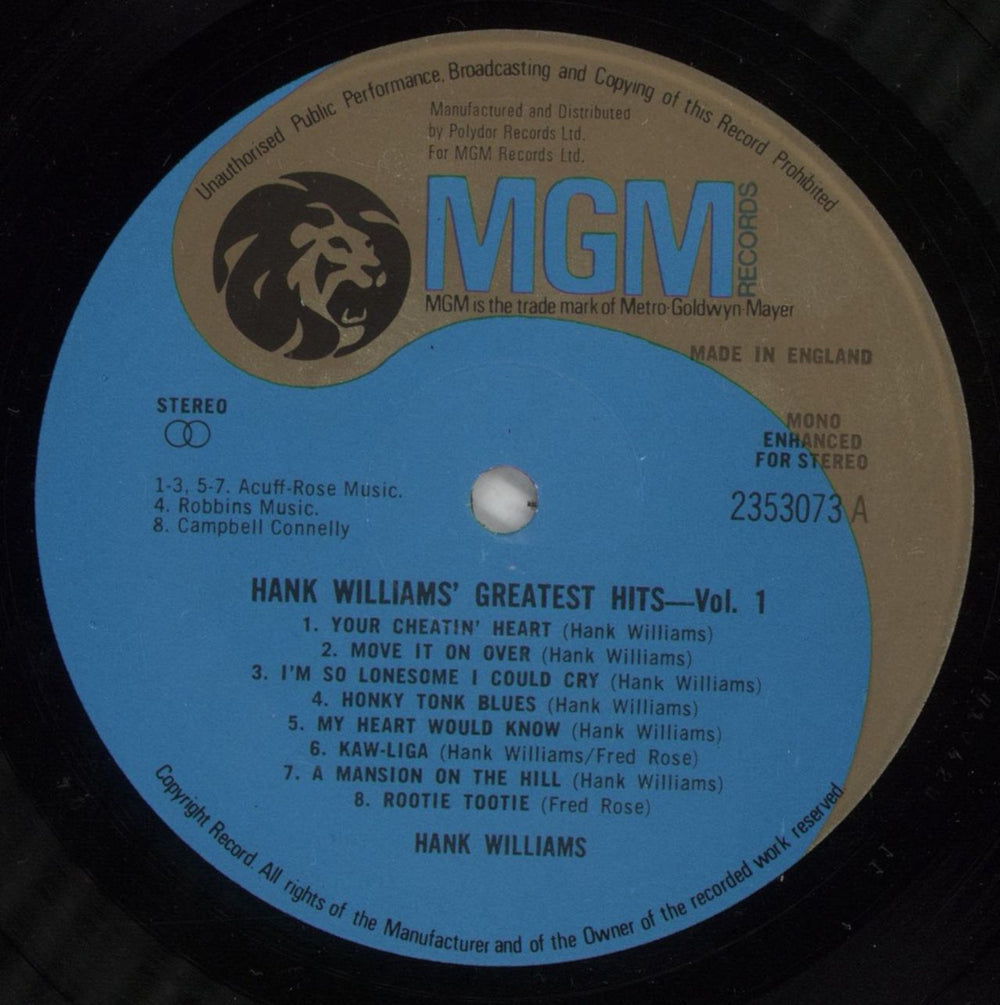 Unauthorised Public Performance, Broadcasting and Copying of this Record Prohibited
Manufactured and Distributed
by Polydor Records Ltd.
For MGM Records Ltd.
MGM
RECORDS
MGM is the trade mark of Metro-Goldwyn-Mayer
MADE IN ENGLAND
STEREO
MONO
ENHANCED
FOR STEREO
1-3, 5-7. Acuff-Rose Music.
4. Robbins Music.
8. Campbell Connelly
2353073 A
HANK WILLIAMS' GREATEST HITS—Vol. 1
1. YOUR CHEATIN' HEART (Hank Williams)
2. MOVE IT ON OVER (Hank Williams)
3. I'M SO LONESOME I COULD CRY (Hank Williams)
4. HONKY TONK BLUES (Hank Williams)
5. MY HEART WOULD KNOW (Hank Williams)
6. KAW-LIGA (Hank Williams/Fred Rose)
7. A MANSION ON THE HILL (Hank Williams)
8. ROOTIE TOOTIE (Fred Rose)
HANK WILLIAMS
Copyright Record. All rights of the Manufacturer and of the Owner of the recorded work reserved.